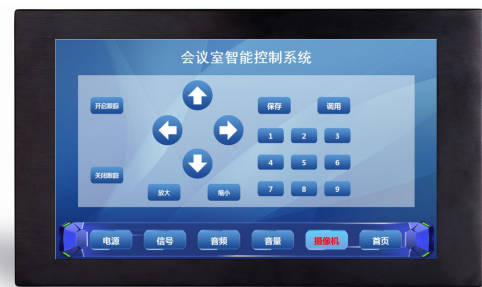 会议室智能控制系统
开启跟踪
保存 调用
1 2 3
4 5 6
关闭跟踪
放大 缩小
7 8 9
电源 信号 音频 音量 摄像机 首页